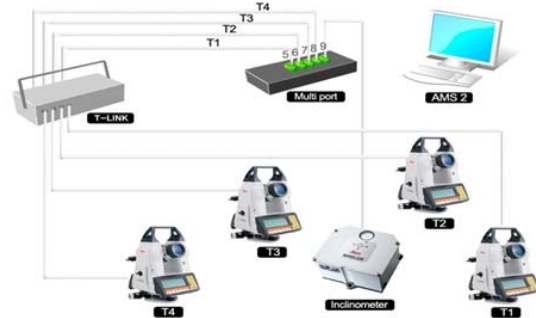 T4
T3
T2
T1
5 6 7 8 9
Multi port
AMS 2
T-LINK
T2
T3
T4
Inclinometer
T1